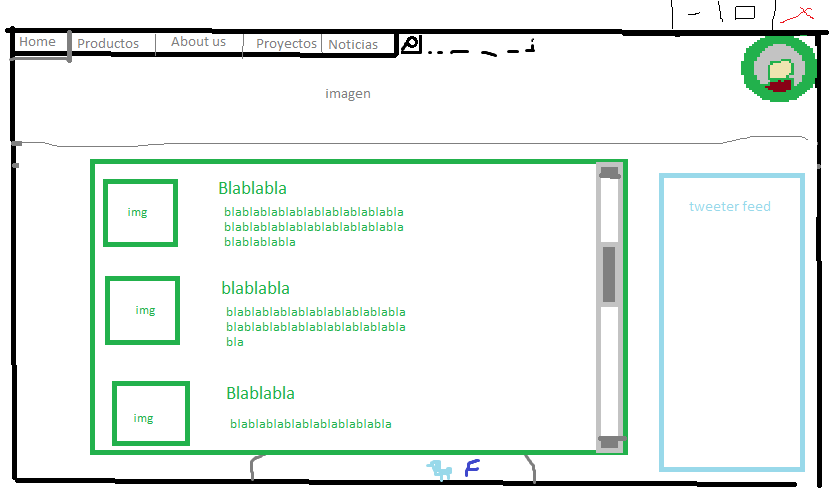 Home
Productos
About us
Proyectos
Noticias
imagen
img
Blablabla
blablablablablablablablablabla
blablablablablablablablablabla
blablablabla
tweeter feed
img
blablabla
blablablablablablablablablabla
blablablablablablablablablabla
bla
img
Blablabla
blablablablablablablablabla
F